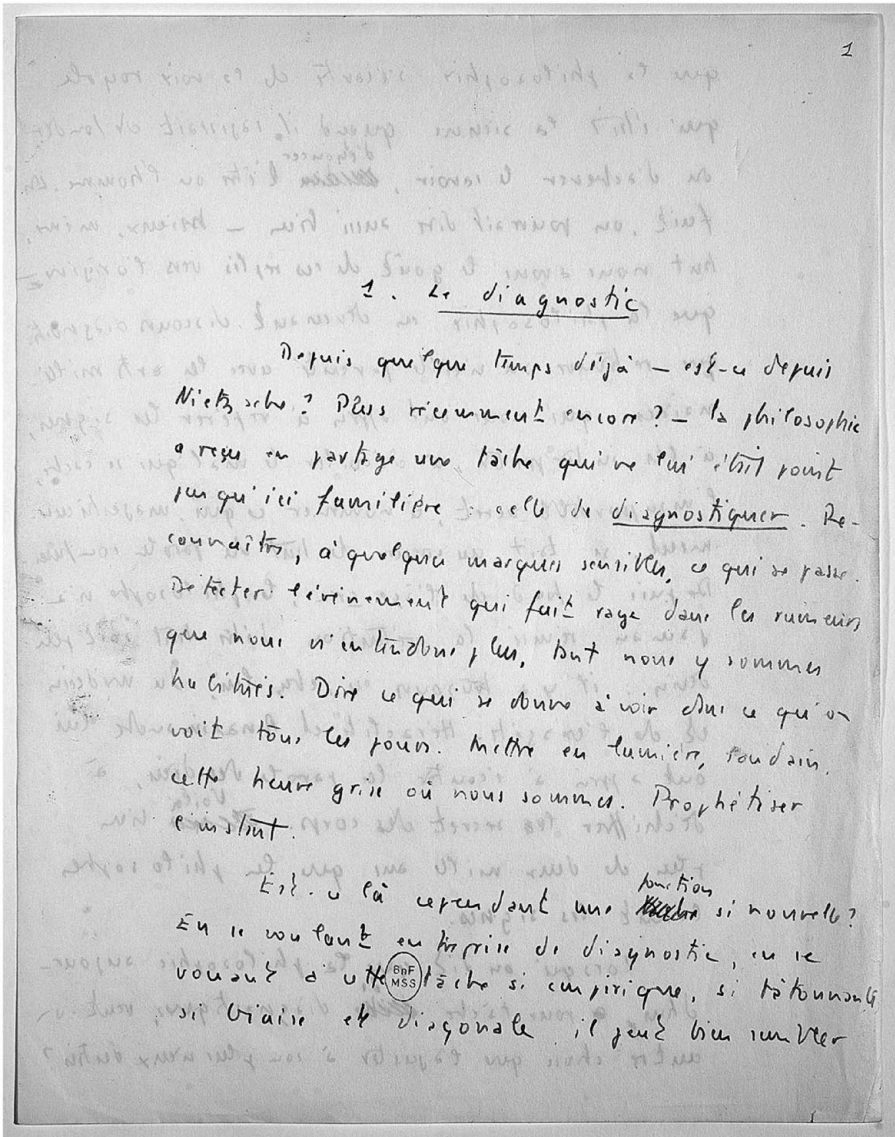 1
1. Le diagnostic
Depuis quelque temps déjà — est-ce depuis
Nietzsche ? Plus récemment encore ? — la philosophie
a reçu en partage une tâche qui ne lui était point
jusqu'ici familière : celle de diagnostiquer. Re-
connaître, à quelques marques sensibles, ce qui se passe.
Détecter l'événement qui fait rage dans les rumeurs
que nous n'entendons plus, tant nous y sommes
habitués. Dire ce qui se donne à voir dans ce qu'on
voit tous les jours. Mettre en lumière, soudain,
cette heure grise où nous sommes. Prophétiser
l'instant.
fonction
Est-ce là cependant une si nouvelle ?
En se voulant entreprise de diagnostic, en se
vouant à cette tâche si empirique, si tâtonnante,
si biaise et diagonale il peut bien sembler
BnF
MSS